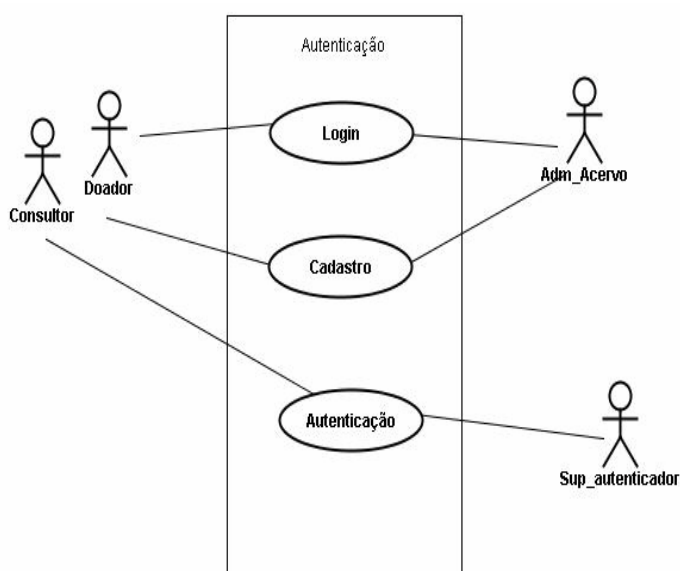 Autenticação
Login
Doador
Consultor
Adm_Acervo
Cadastro
Autenticação
Sup_autenticador